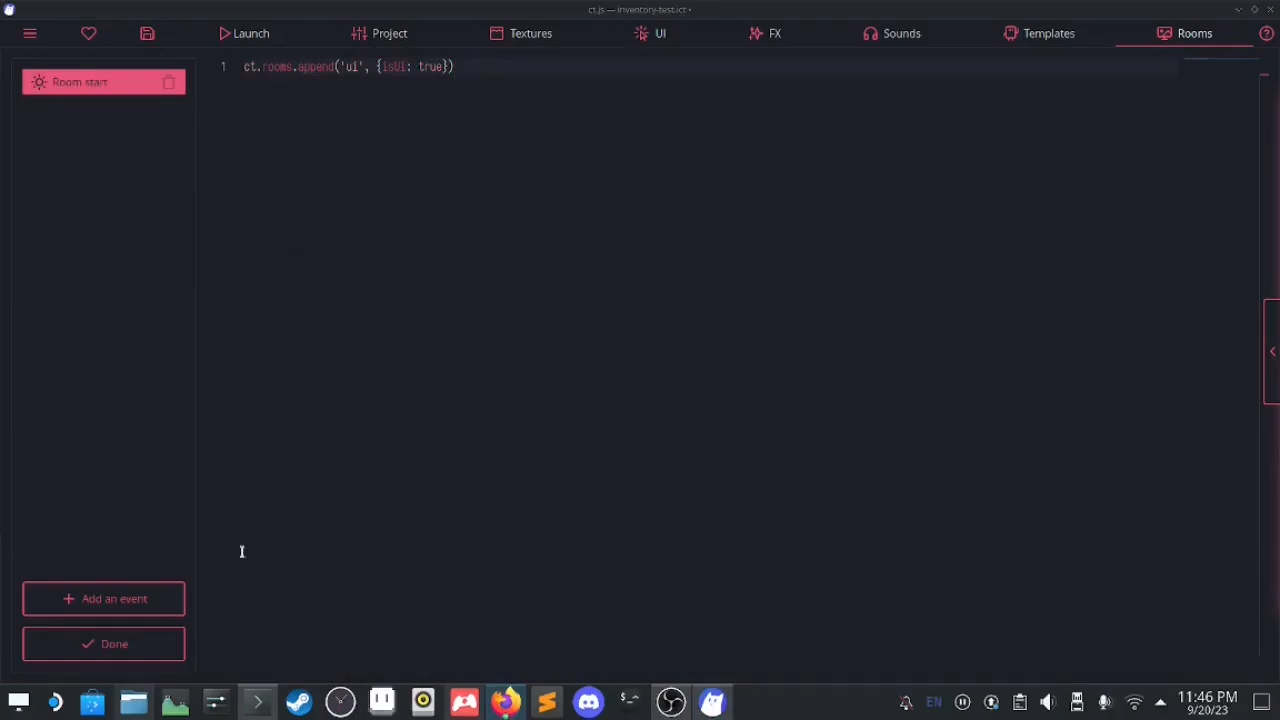 ct.js — inventory-test.ict •
Launch
Project
Textures
UI
FX
Sounds
Templates
Rooms
Room start
1 ct.rooms.append('ui', {isUi: true})
Add an event
Done
EN
11:46 PM
9/20/23